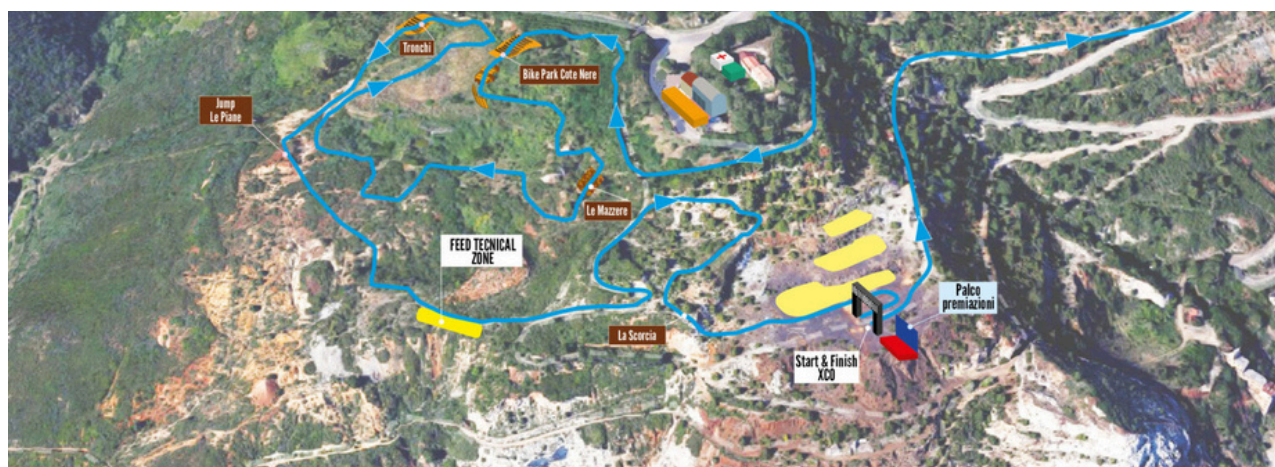 Tronchi
Bike Park Cote Nere
Jump
Le Piane
Le Mazzere
FEED TECNICAL
ZONE
La Scorcia
Palco
premiazioni
Start & Finish
XCO